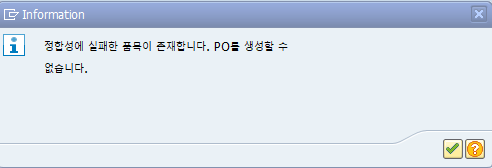 Information
정합성에 실패한 품목이 존재합니다. PO를 생성할 수
없습니다.